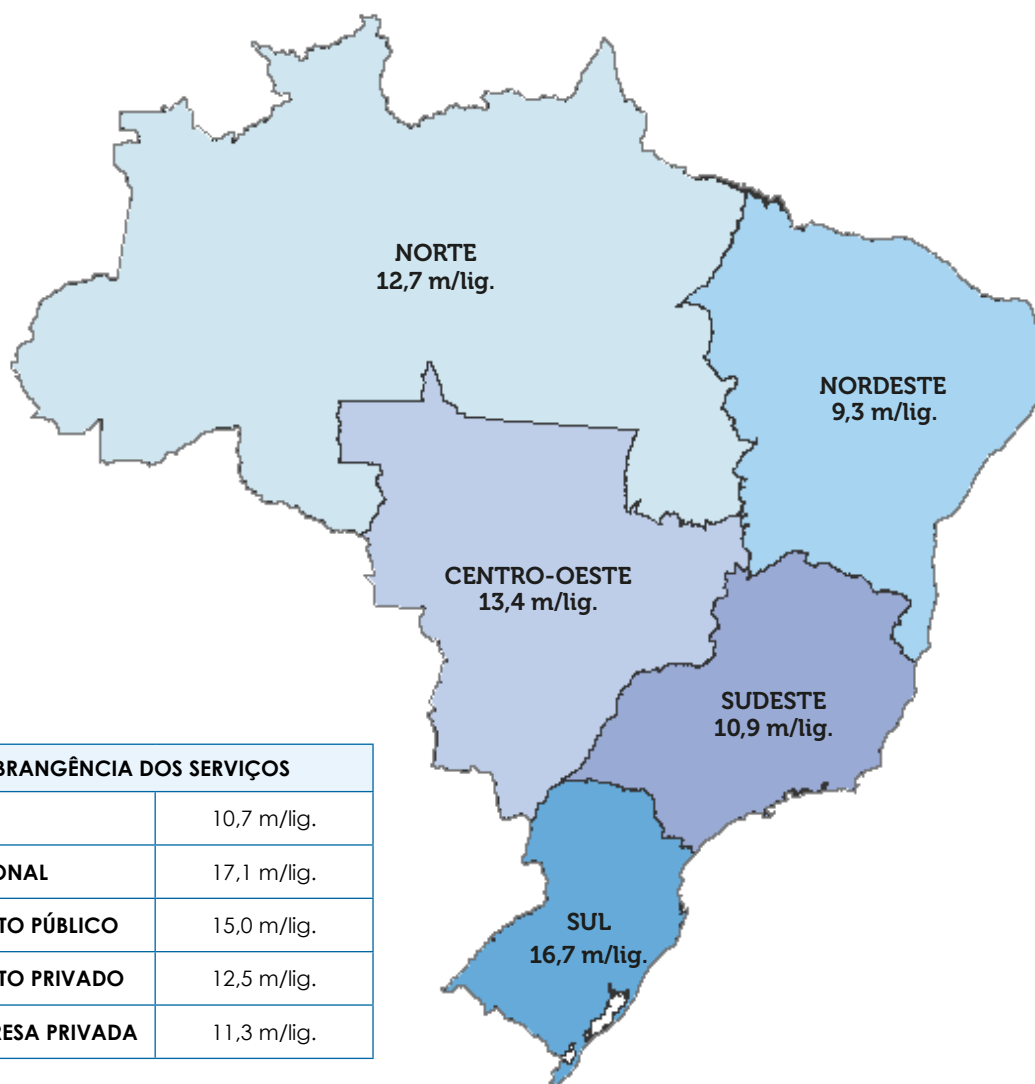 NORTE
12,7 m/lig.
NORDESTE
9,3 m/lig.
CENTRO-OESTE
13,4 m/lig.
SUDESTE
10,9 m/lig.
SUL
16,7 m/lig.
BRANGÊNCIA DOS SERVIÇOS
10,7 m/lig.
ONAL 17,1 m/lig.
TO PÚBLICO 15,0 m/lig.
TO PRIVADO 12,5 m/lig.
RESA PRIVADA 11,3 m/lig.